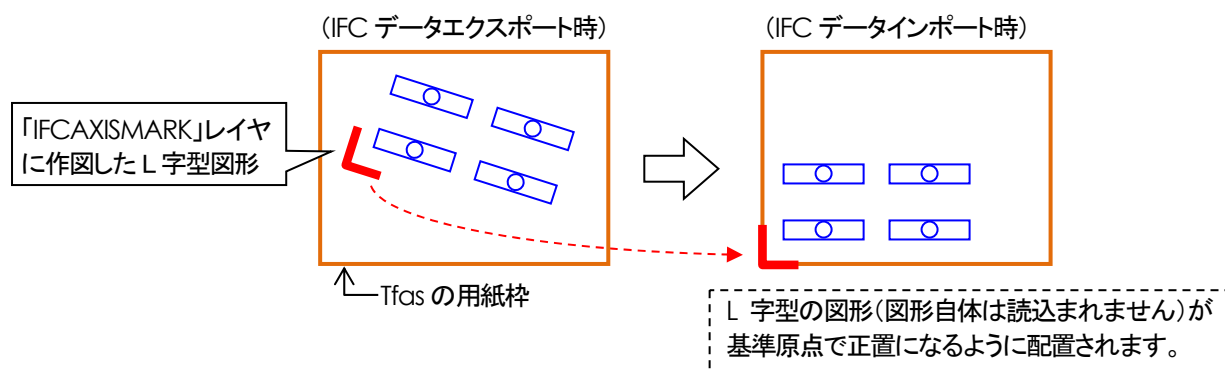 (IFC データエクスポート時)
(IFC データインポート時)
「IFCAXISMARK」レイヤ
に作図した L 字型図形
Tfas の用紙枠
L 字型の図形(図形自体は読込まれません)が
基準原点で正置になるように配置されます。